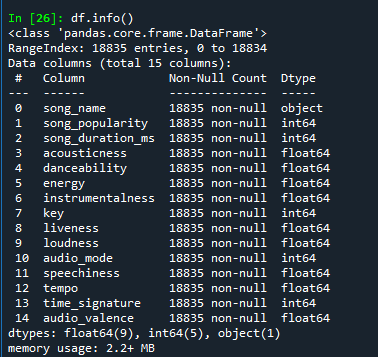 In [26]: df.info()
<class 'pandas.core.frame.DataFrame'>
RangeIndex: 18835 entries, 0 to 18834
Data columns (total 15 columns):
 #   Column            Non-Null Count  Dtype
---  ------            --------------  -----
 0   song_name         18835 non-null  object
 1   song_popularity   18835 non-null  int64
 2   song_duration_ms  18835 non-null  int64
 3   acousticness      18835 non-null  float64
 4   danceability      18835 non-null  float64
 5   energy            18835 non-null  float64
 6   instrumentalness  18835 non-null  float64
 7   key               18835 non-null  int64
 8   liveness          18835 non-null  float64
 9   loudness          18835 non-null  float64
 10  audio_mode        18835 non-null  int64
 11  speechiness       18835 non-null  float64
 12  tempo             18835 non-null  float64
 13  time_signature    18835 non-null  int64
 14  audio_valence     18835 non-null  float64
dtypes: float64(9), int64(5), object(1)
memory usage: 2.2+ MB